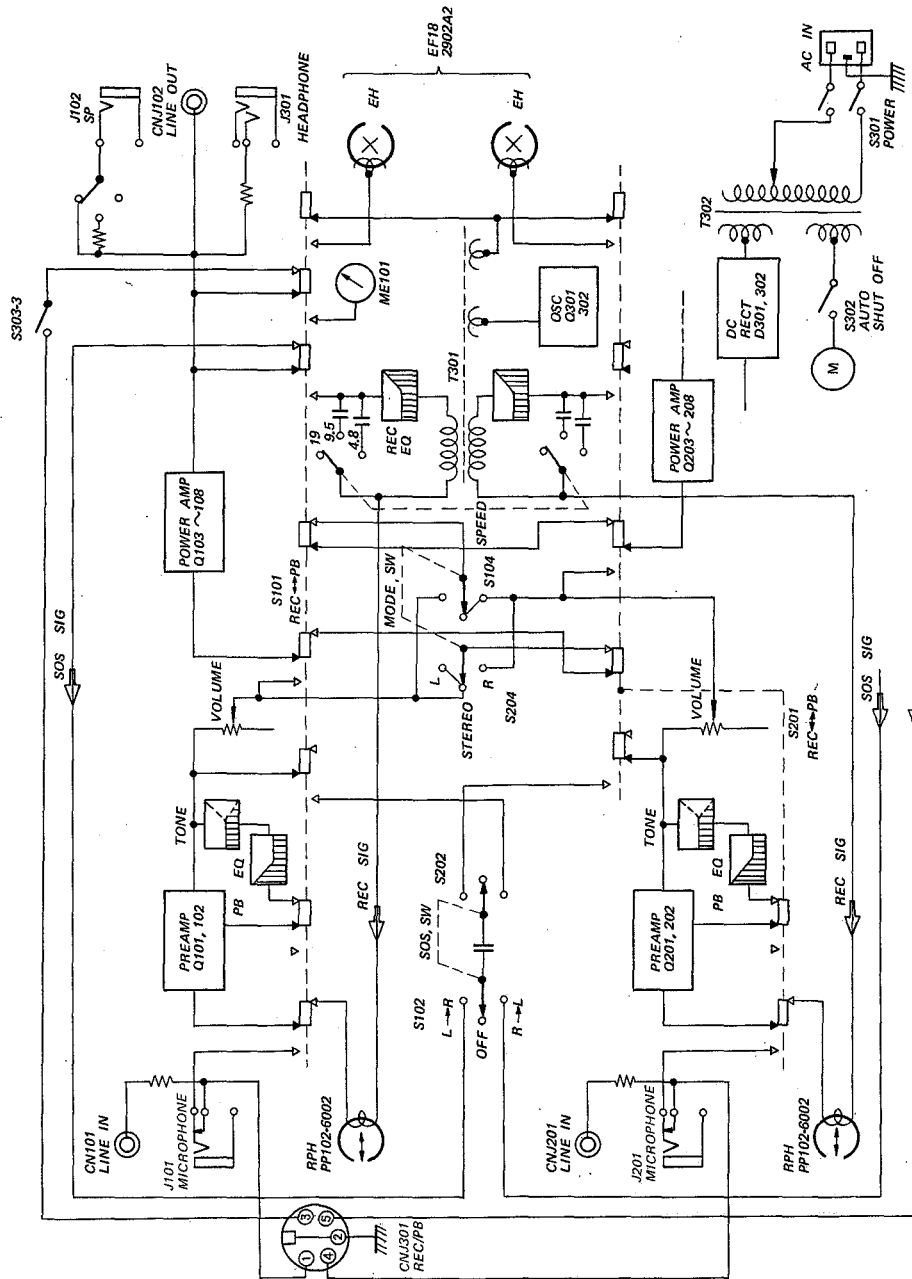 J102
SP
CNJ102
LINE OUT
J301
HEADPHONE
EF18
2902A2
EH
EH
AC IN
S301
POWER
T302
S303-3
ME101
OSC
Q301
302
DC
RECT
D301, 302
S302
AUTO
SHUT OFF
M
T301
19
9.5
4.8
REC
EQ
POWER AMP
Q103~108
POWER AMP
Q203~208
SPEED
S101
REC↔PB
MODE, SW
S104
SOS SIG
VOLUME
L
R
STEREO
S204
VOLUME
S201
REC↔PB
SOS SIG
TONE
EQ
PB
PREAMP
Q101, 102
REC SIG
S202
SOS, SW
S102
L→R
OFF
R→L
TONE
EQ
PB
PREAMP
Q201, 202
REC SIG
CN101
LINE IN
J101
MICROPHONE
RPH
PP102-6002
CNJ201
LINE IN
J201
MICROPHONE
RPH
PP102-6002
1
3
5
2
4
CNJ301
REC/PB